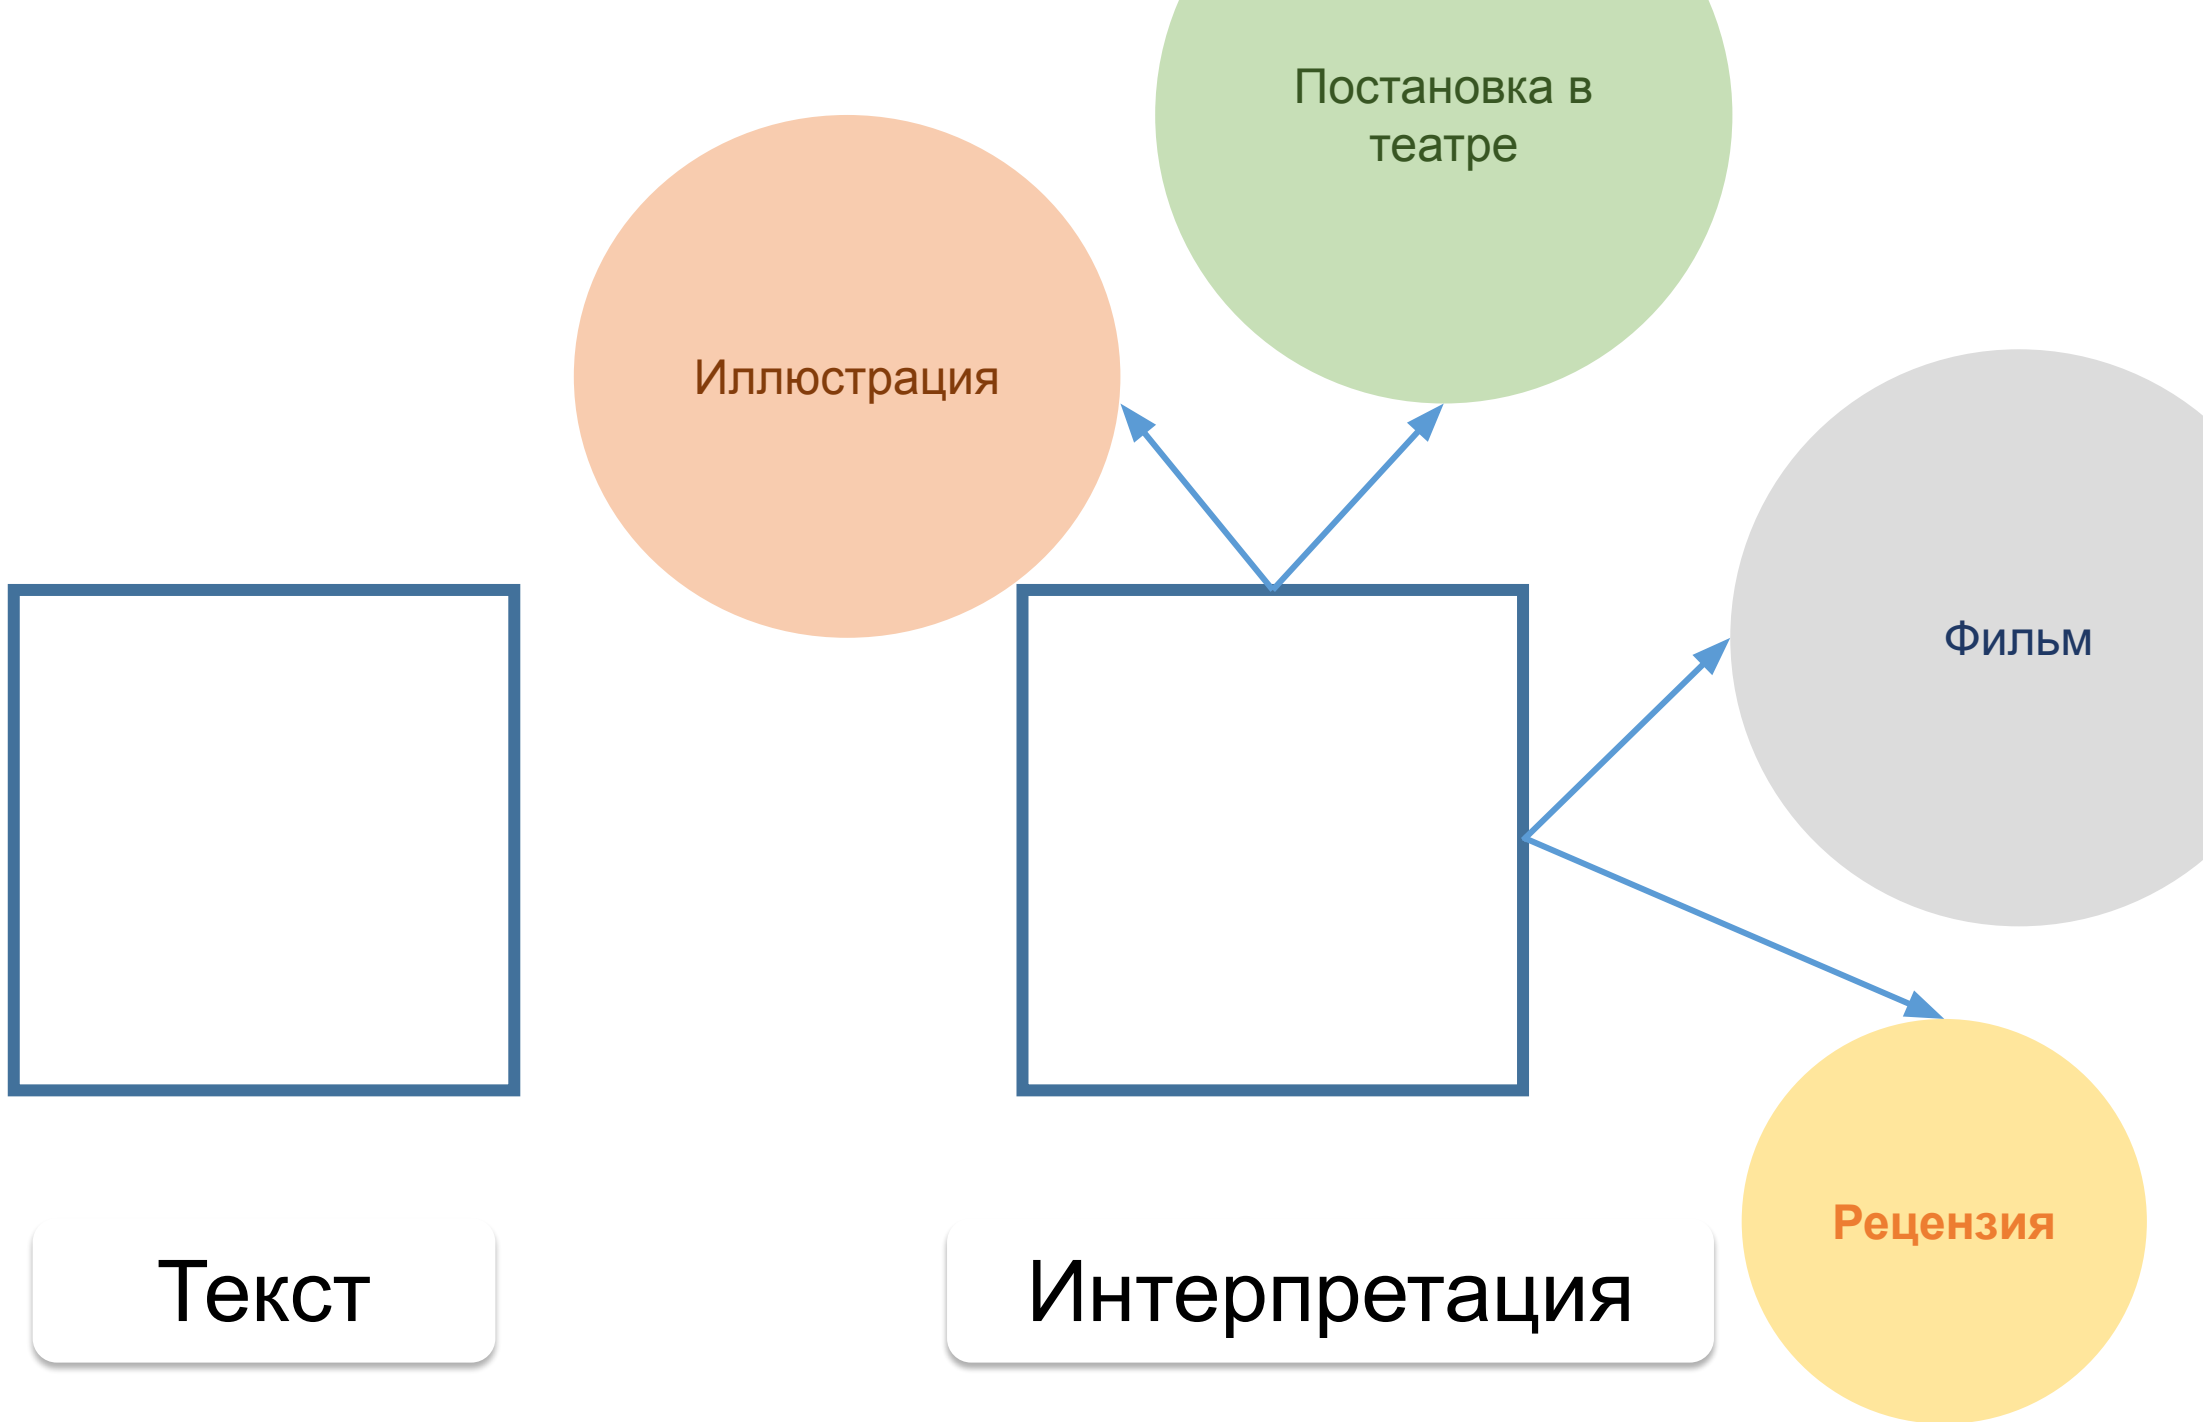 Постановка в
театре
Иллюстрация
Фильм
Рецензия
Текст
Интерпретация